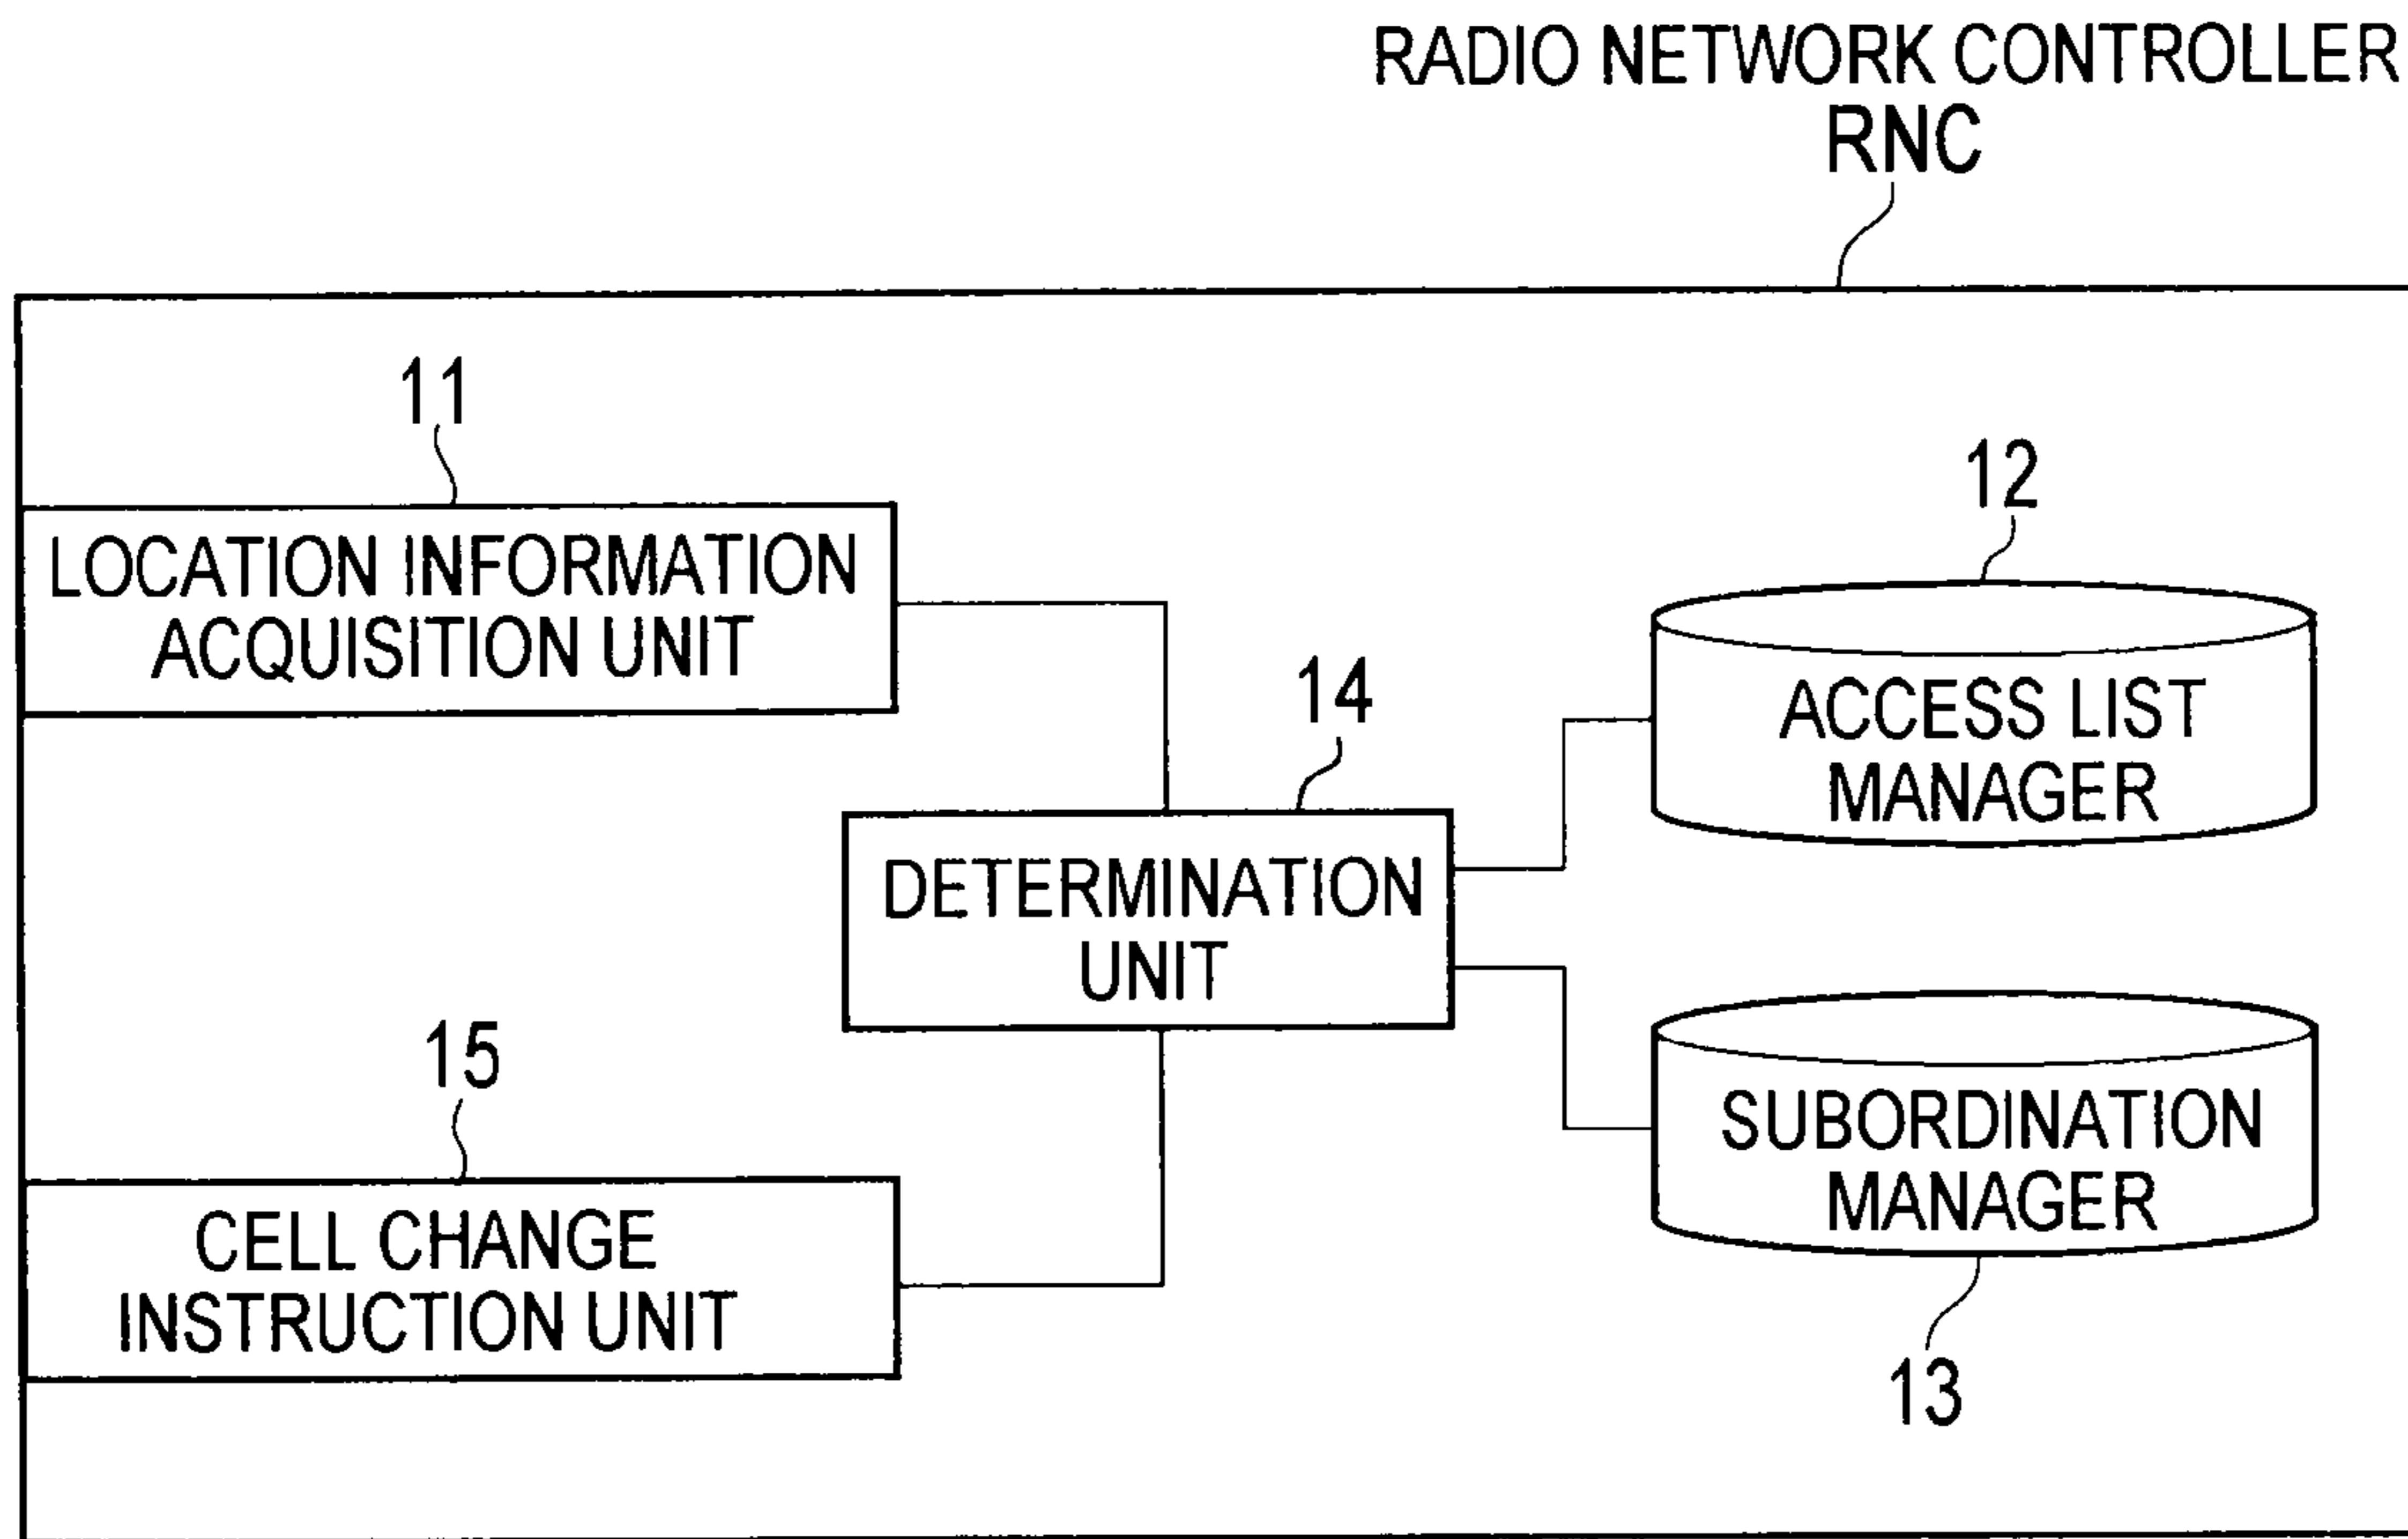 RADIO NETWORK CONTROLLER
RNC
11
LOCATION INFORMATION
ACQUISITION UNIT
12
ACCESS LIST
MANAGER
14
DETERMINATION
UNIT
15
CELL CHANGE
INSTRUCTION UNIT
SUBORDINATION
MANAGER
13